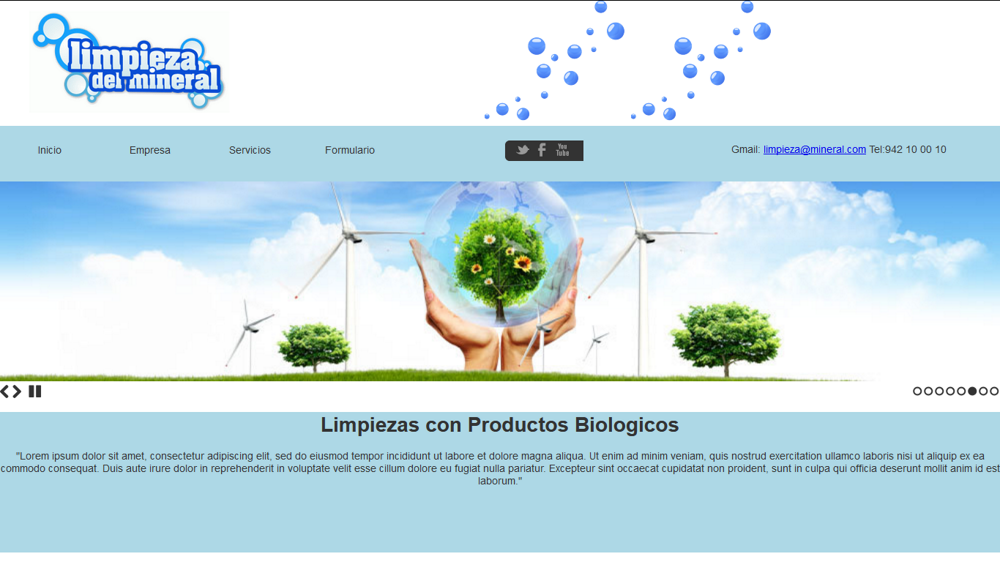 limpieza
del mineral
Inicio Empresa Servicios Formulario You Tube Gmail: limpieza@mineral.com Tel:942 10 00 10
Limpiezas con Productos Biologicos
"Lorem ipsum dolor sit amet, consectetur adipiscing elit, sed do eiusmod tempor incididunt ut labore et dolore magna aliqua. Ut enim ad minim veniam, quis nostrud exercitation ullamco laboris nisi ut aliquip ex ea
commodo consequat. Duis aute irure dolor in reprehenderit in voluptate velit esse cillum dolore eu fugiat nulla pariatur. Excepteur sint occaecat cupidatat non proident, sunt in culpa qui officia deserunt mollit anim id est
laborum."